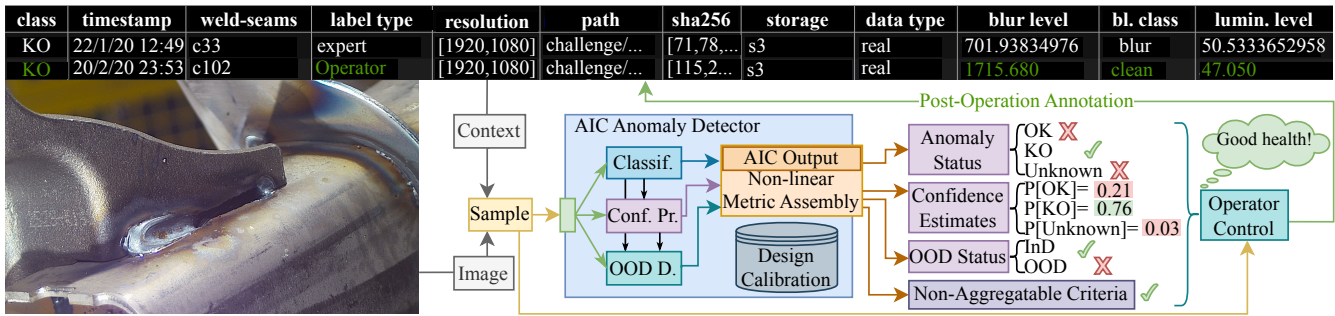 class timestamp weld-seams label type resolution path sha256 storage data type blur level bl. class lumin. level
KO 22/1/20 12:49 c33 expert [1920,1080] challenge/... [71,78,... s3 real 701.93834976 blur 50.5333652958
KO 20/2/20 23:53 c102 Operator [1920,1080] challenge/... [115,2... s3 real 1715.680 clean 47.050
Post-Operation Annotation
Context
Sample
Image
AIC Anomaly Detector
Classif.
Conf. Pr.
OOD D.
AIC Output
Non-linear
Metric Assembly
Design
Calibration
Anomaly
Status
OK
KO
Unknown
Confidence
Estimates
P[OK]= 0.21
P[KO]= 0.76
P[Unknown]= 0.03
OOD Status
InD
OOD
Non-Aggregatable Criteria
Good health!
Operator
Control